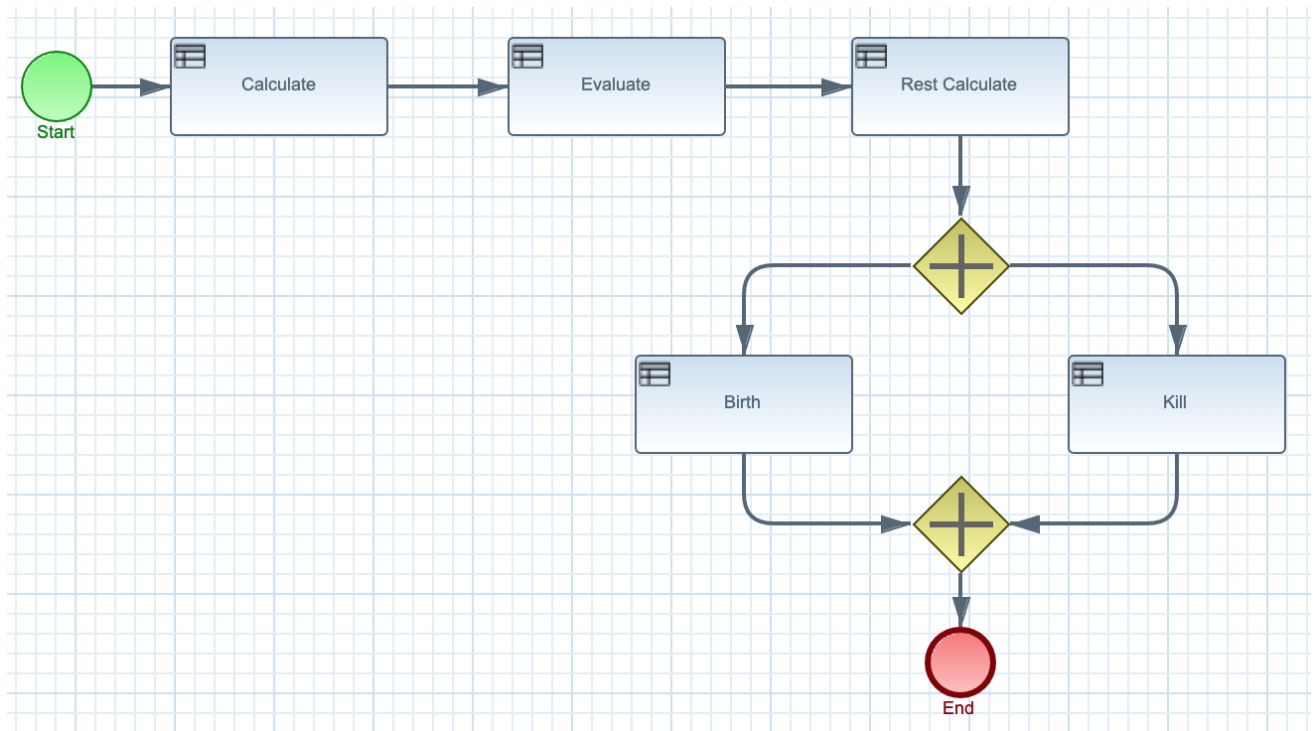 Start
Calculate
Evaluate
Rest Calculate
Birth
Kill
End